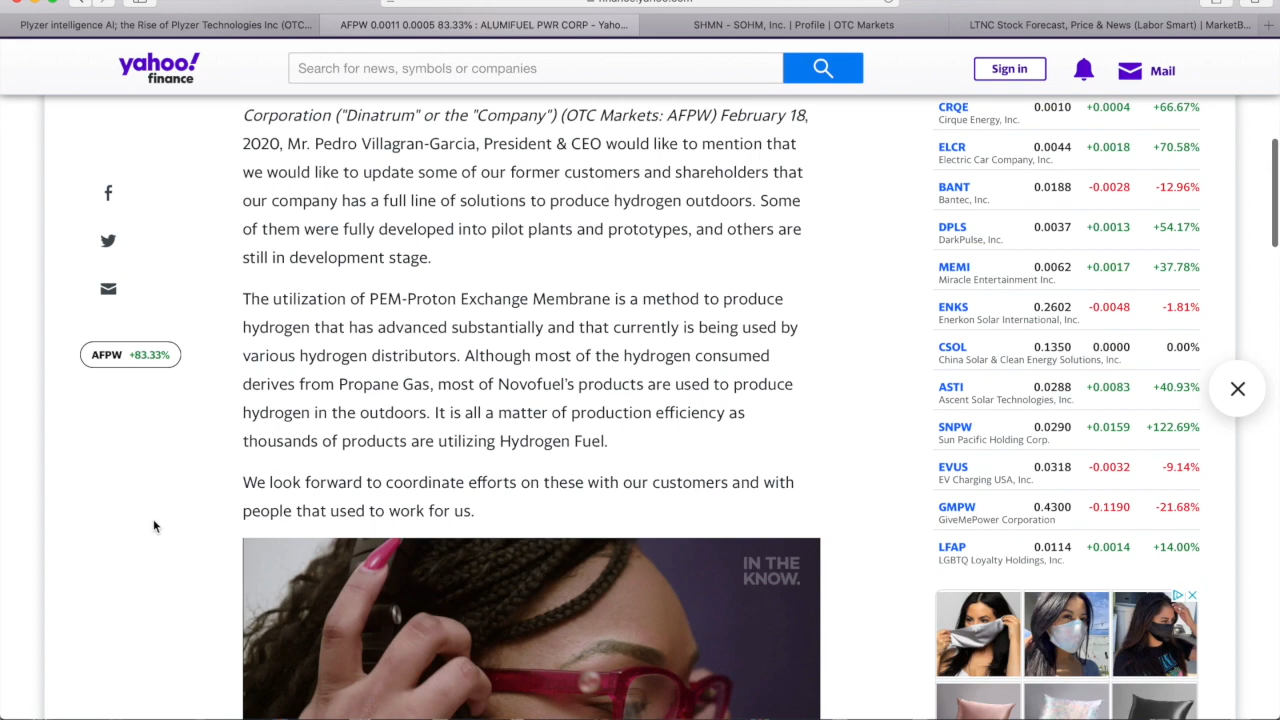 Plyzer intelligence AI; the Rise of Plyzer Technologies Inc (OTC...
AFPW 0.0011 0.0005 83.33% : ALUMIFUEL PWR CORP - Yaho...
SHMN - SOHM, Inc. | Profile | OTC Markets
LTNC Stock Forecast, Price & News (Labor Smart) | MarketB...
yahoo!
finance
Search for news, symbols or companies
Sign in
Mail
Corporation ("Dinatrum" or the "Company") (OTC Markets: AFPW) February 18,
2020, Mr. Pedro Villagran-Garcia, President & CEO would like to mention that
we would like to update some of our former customers and shareholders that
our company has a full line of solutions to produce hydrogen outdoors. Some
of them were fully developed into pilot plants and prototypes, and others are
still in development stage.
The utilization of PEM-Proton Exchange Membrane is a method to produce
hydrogen that has advanced substantially and that currently is being used by
various hydrogen distributors. Although most of the hydrogen consumed
derives from Propane Gas, most of Novofuel's products are used to produce
hydrogen in the outdoors. It is all a matter of production efficiency as
thousands of products are utilizing Hydrogen Fuel.
We look forward to coordinate efforts on these with our customers and with
people that used to work for us.
AFPW +83.33%
IN THE
KNOW.
CRQE 0.0010 +0.0004 +66.67%
Cirque Energy, Inc.
ELCR 0.0044 +0.0018 +70.58%
Electric Car Company, Inc.
BANT 0.0188 -0.0028 -12.96%
Bantec, Inc.
DPLS 0.0037 +0.0013 +54.17%
DarkPulse, Inc.
MEMI 0.0062 +0.0017 +37.78%
Miracle Entertainment Inc.
ENKS 0.2602 -0.0048 -1.81%
Enerkon Solar International, Inc.
CSOL 0.1350 0.0000 0.00%
China Solar & Clean Energy Solutions, Inc.
ASTI 0.0288 +0.0083 +40.93%
Ascent Solar Technologies, Inc.
SNPW 0.0290 +0.0159 +122.69%
Sun Pacific Holding Corp.
EVUS 0.0318 -0.0032 -9.14%
EV Charging USA, Inc.
GMPW 0.4300 -0.1190 -21.68%
GiveMePower Corporation
LFAP 0.0114 +0.0014 +14.00%
LGBTQ Loyalty Holdings, Inc.